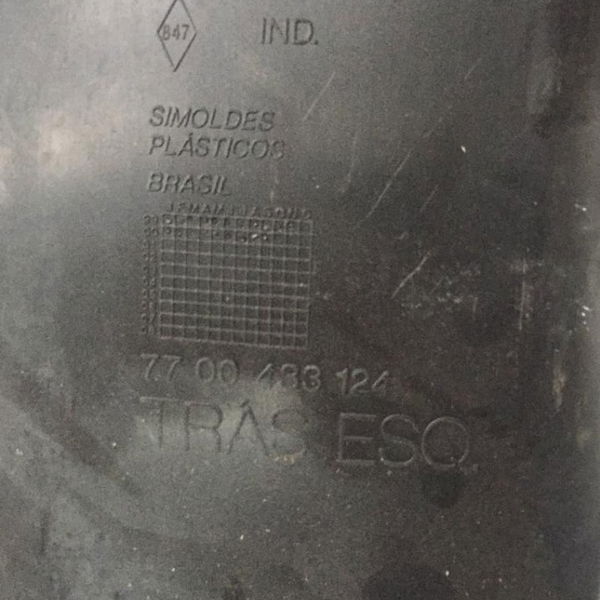 847
IND.
SIMOLDES
PLÁSTICOS
BRASIL
J F M A M J J A S O N D
77 00 433 124
TRÁS ESQ.